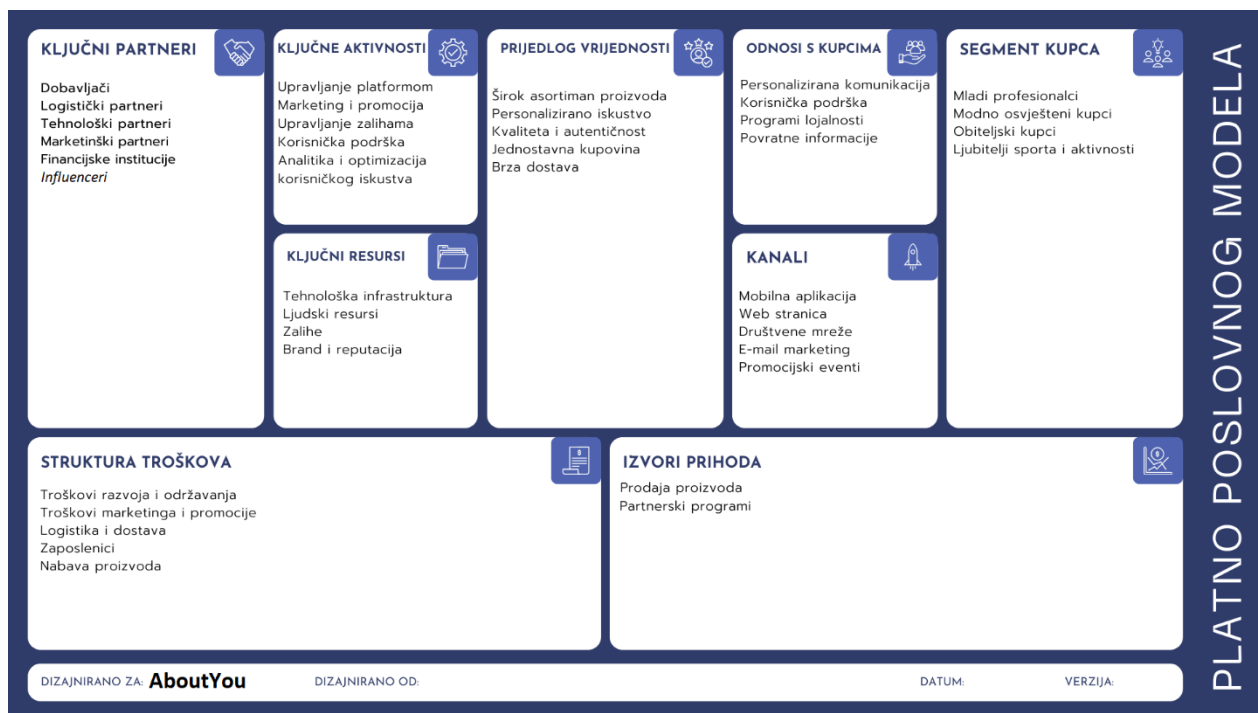 KLJUČNI PARTNERI
Dobavljači
Logistički partneri
Tehnološki partneri
Marketinški partneri
Financijske institucije
Influenceri
KLJUČNE AKTIVNOSTI
Upravljanje platformom
Marketing i promocija
Upravljanje zalihama
Korisnička podrška
Analitika i optimizacija
korisničkog iskustva
KLJUČNI RESURSI
Tehnološka infrastruktura
Ljudski resursi
Zalihe
Brand i reputacija
PRIJEDLOG VRIJEDNOSTI
Širok asortiman proizvoda
Personalizirano iskustvo
Kvaliteta i autentičnost
Jednostavna kupovina
Brza dostava
ODNOSI S KUPCIMA
Personalizirana komunikacija
Korisnička podrška
Programi lojalnosti
Povratne informacije
KANALI
Mobilna aplikacija
Web stranica
Društvene mreže
E-mail marketing
Promocijski eventi
SEGMENT KUPCA
Mladi profesionalci
Modno osvješteni kupci
Obiteljski kupci
Ljubitelji sporta i aktivnosti
STRUKTURA TROŠKOVA
Troškovi razvoja i održavanja
Troškovi marketinga i promocije
Logistika i dostava
Zaposlenici
Nabava proizvoda
IZVORI PRIHODA
Prodaja proizvoda
Partnerski programi
DIZAJNIRANO ZA: AboutYou
DIZAJNIRANO OD:
DATUM:
VERZIJA:
PLATNO POSLOVNOG MODELA